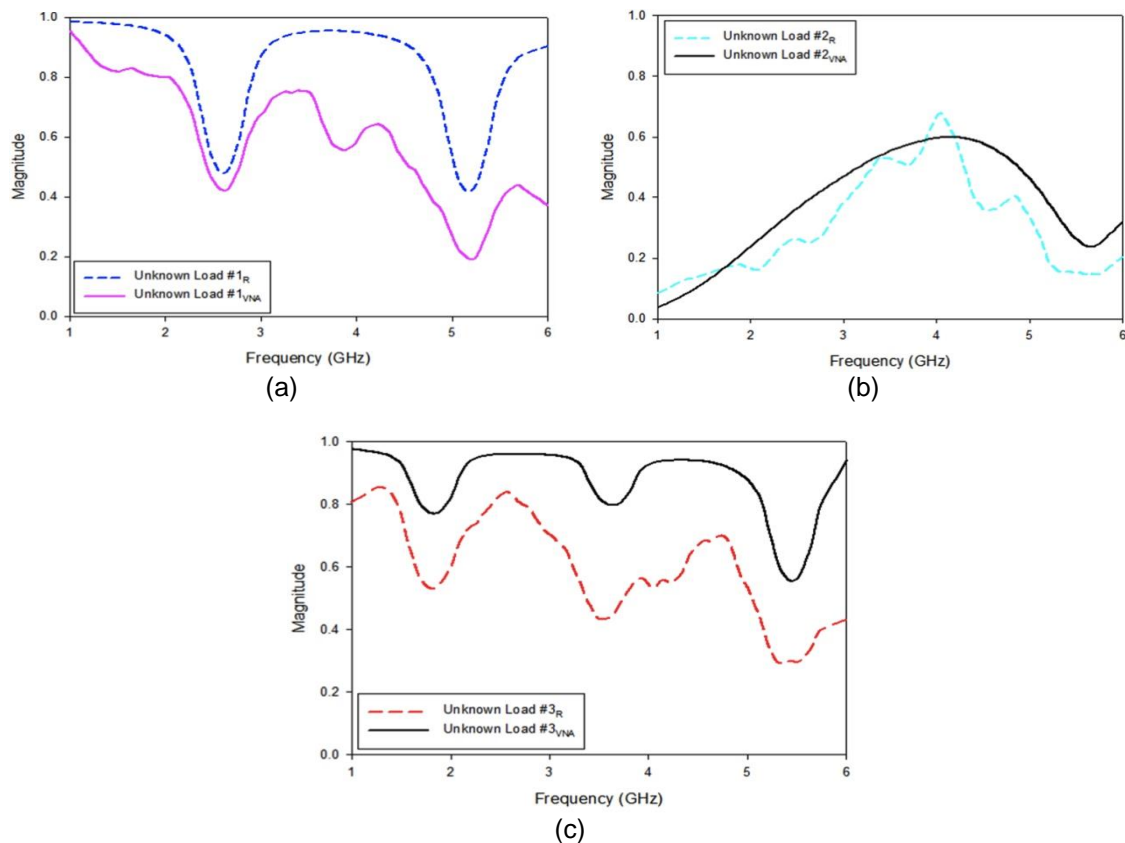 1.0
0.8
0.6
0.4
0.2
0.0
Magnitude
Unknown Load #1R
Unknown Load #1VNA
1 2 3 4 5 6
Frequency (GHz)
(a)
1.0
0.8
0.6
0.4
0.2
0.0
Magnitude
Unknown Load #2R
Unknown Load #2VNA
1 2 3 4 5 6
Frequency (GHz)
(b)
1.0
0.8
0.6
0.4
0.2
0.0
Magnitude
Unknown Load #3R
Unknown Load #3VNA
1 2 3 4 5 6
Frequency (GHz)
(c)